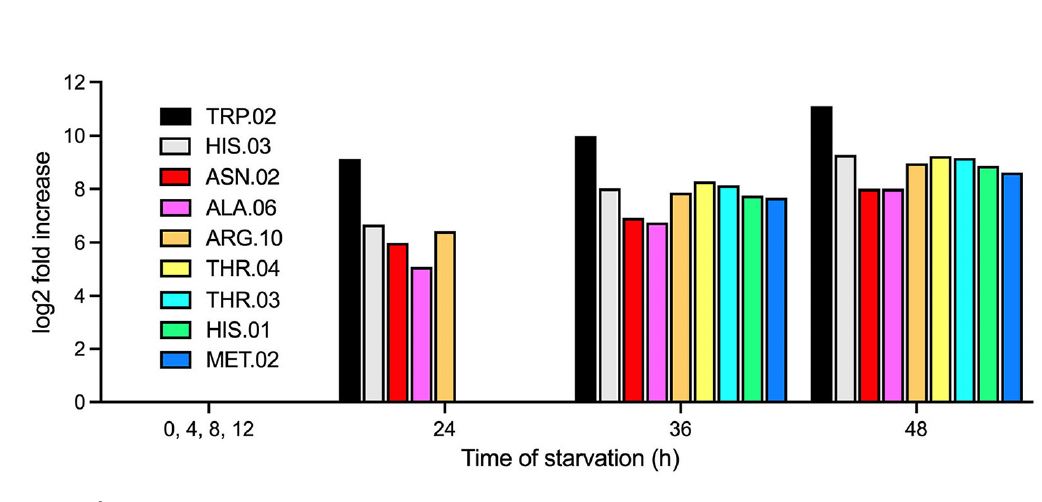 12
10
8
6
4
2
0
log2 fold increase
TRP.02
HIS.03
ASN.02
ALA.06
ARG.10
THR.04
THR.03
HIS.01
MET.02
0, 4, 8, 12
24
36
48
Time of starvation (h)